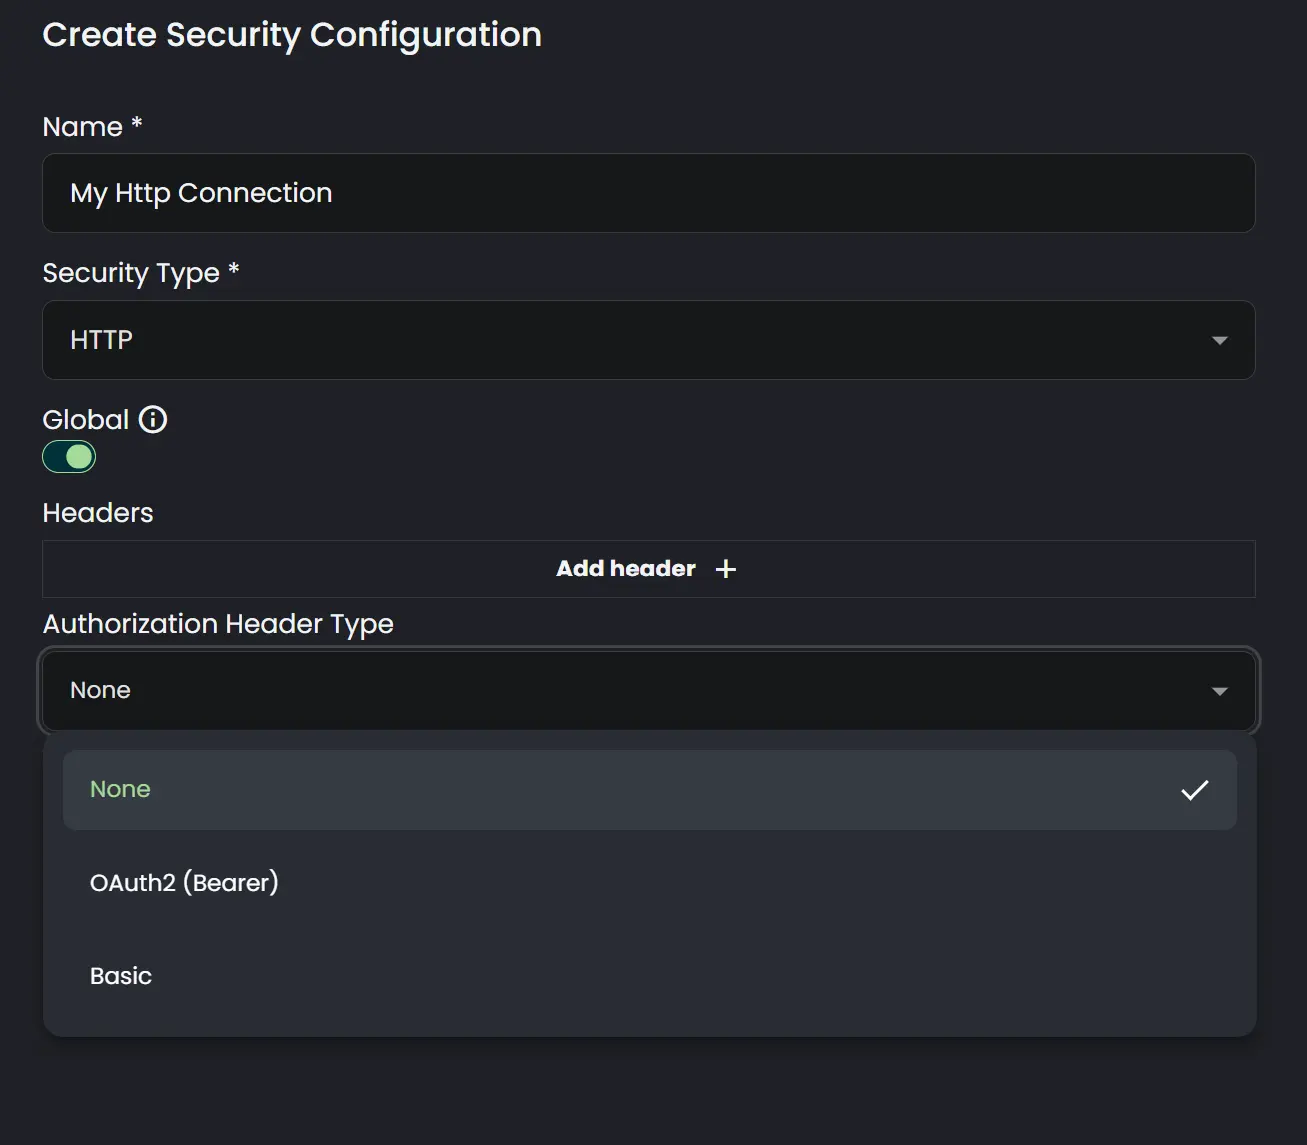 Create Security Configuration
Name *
My Http Connection
Security Type *
HTTP
Global
Headers
Add header +
Authorization Header Type
None
None
OAuth2 (Bearer)
Basic